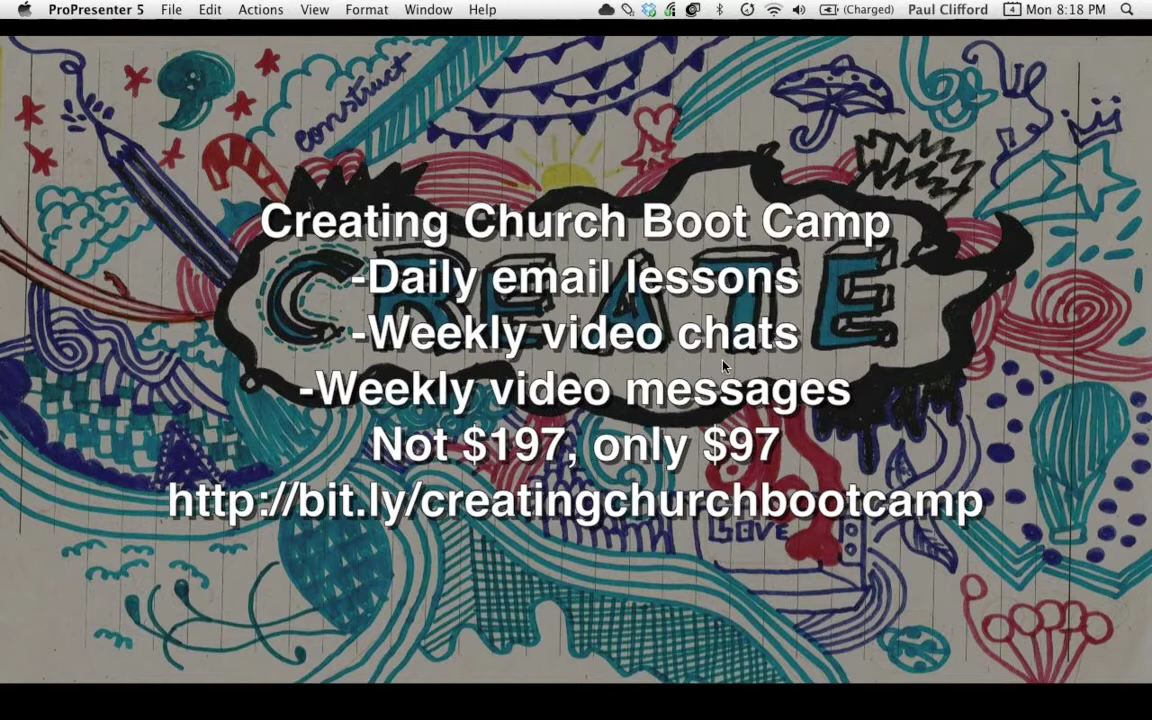 ProPresenter 5 File Edit Actions View Format Window Help (Charged) Paul Clifford 4 Mon 8:18 PM
construct
Creating Church Boot Camp
CREATE
-Daily email lessons
-Weekly video chats
-Weekly video messages
Not $197, only $97
http://bit.ly/creatingchurchbootcamp
LOVE